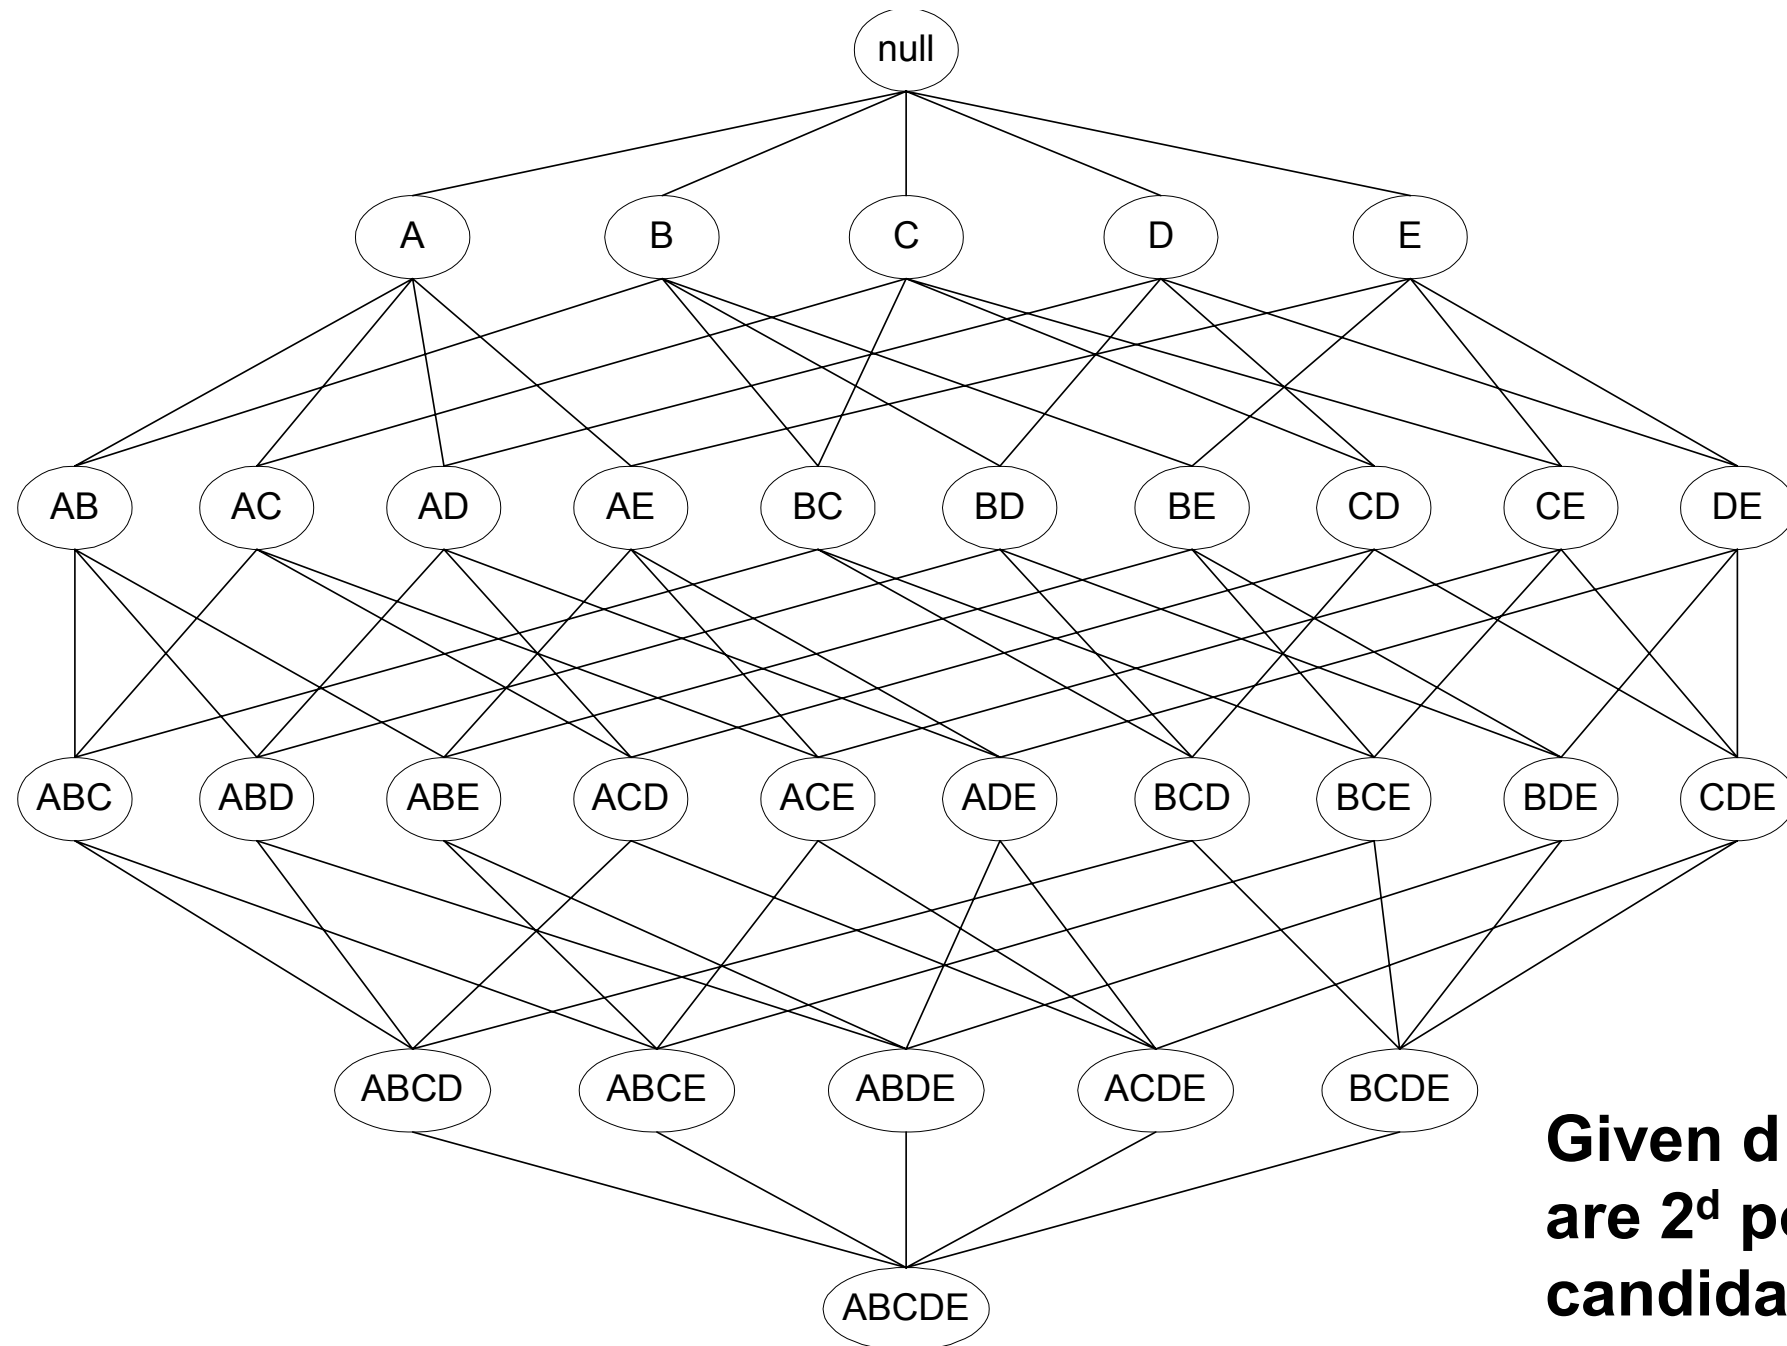 null
A B C D E
AB AC AD AE BC BD BE CD CE DE
ABC ABD ABE ACD ACE ADE BCD BCE BDE CDE
ABCD ABCE ABDE ACDE BCDE
Given d
are 2ᵈ
ABCDE